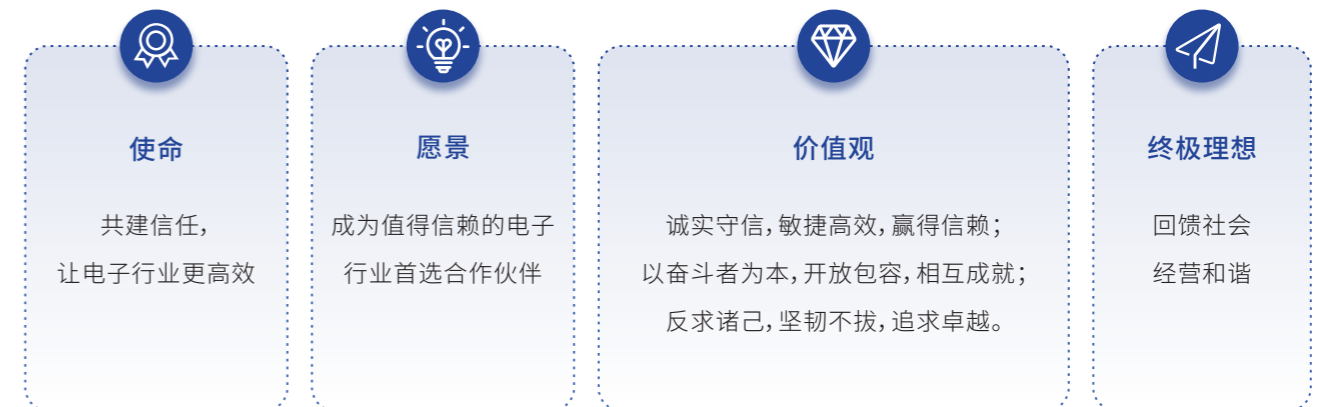 使命
共建信任，
让电子行业更高效
愿景
成为值得信赖的电子
行业首选合作伙伴
价值观
诚实守信，敏捷高效，赢得信赖；
以奋斗者为本，开放包容，相互成就；
反求诸己，坚韧不拔，追求卓越。
终极理想
回馈社会
经营和谐